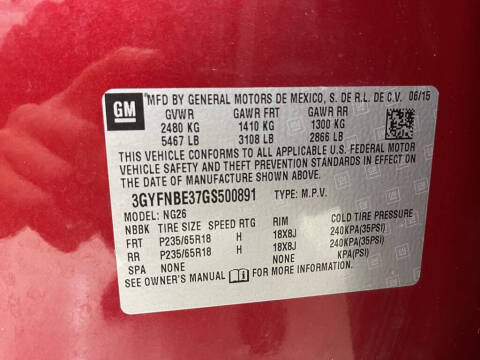 GM MFD BY GENERAL MOTORS DE MEXICO, S. DE R.L. DE C.V. 06/15
GVWR GAWR FRT GAWR RR
2480 KG 1410 KG 1300 KG
5467 LB 3108 LB 2866 LB
THIS VEHICLE CONFORMS TO ALL APPLICABLE U.S. FEDERAL MOTOR
VEHICLE SAFETY AND THEFT PREVENTION STANDARDS IN EFFECT ON
THE DATE OF MANUFACTURE SHOWN ABOVE.
3GYFNBE37GS500891 TYPE: M.P.V.
MODEL: NG26
NBBK TIRE SIZE SPEED RTG RIM COLD TIRE PRESSURE
FRT P235/65R18 H 18X8J 240KPA(35PSI)
RR P235/65R18 H 18X8J 240KPA(35PSI)
SPA NONE NONE KPA(PSI)
SEE OWNER'S MANUAL FOR MORE INFORMATION.